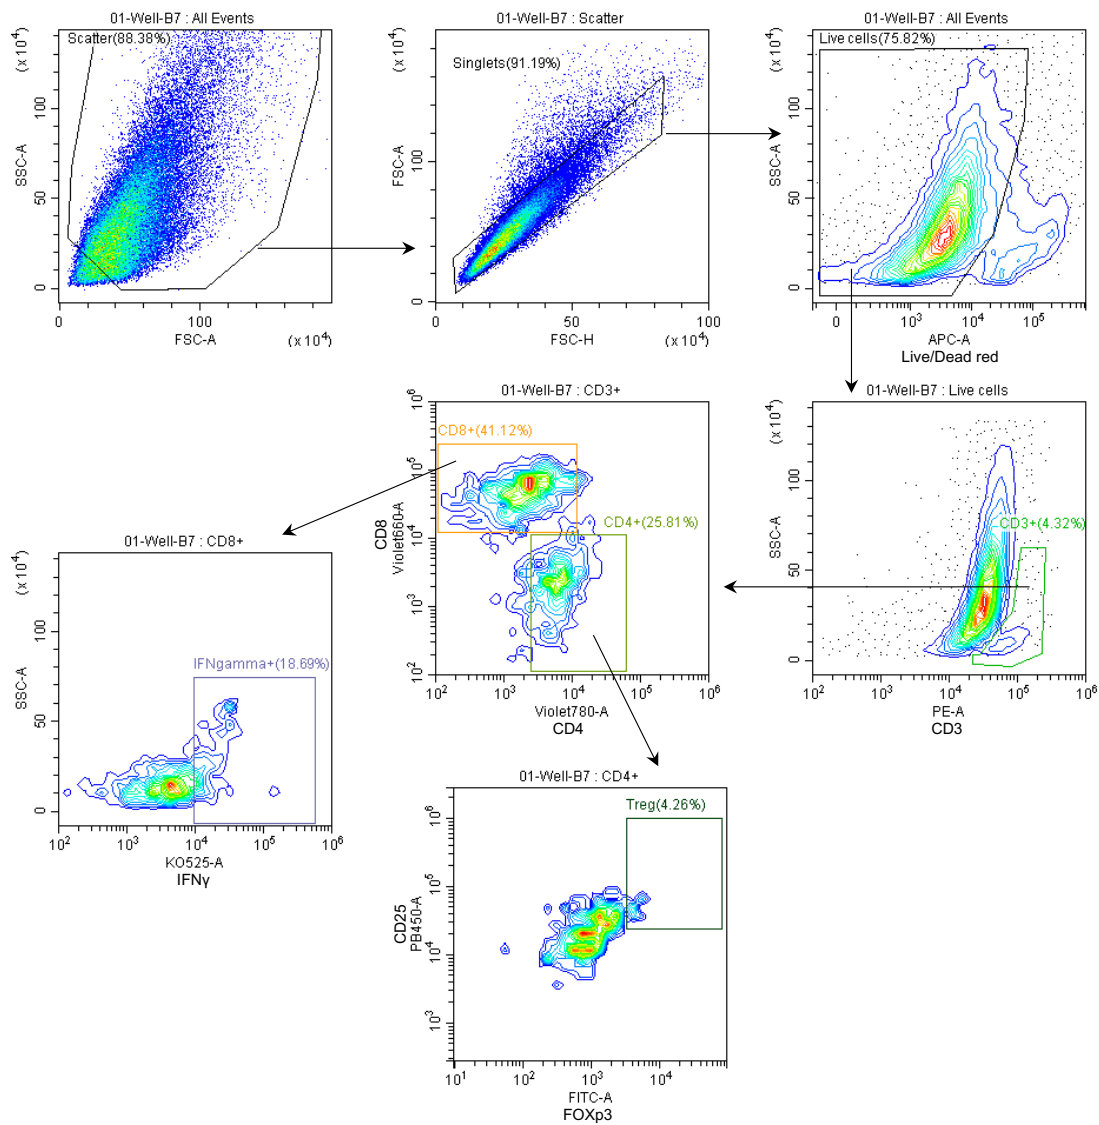 01-Well-B7 : All Events
Scatter(88.38%)
(x 10⁴)
SSC-A
100
50
0
0
100
FSC-A
(x 10⁴)
01-Well-B7 : Scatter
Singlets(91.19%)
(x 10⁴)
FSC-A
100
0
0
50
100
FSC-H
(x 10⁴)
01-Well-B7 : All Events
Live cells(75.82%)
(x 10⁴)
SSC-A
100
50
0
0
10³
10⁴
10⁵
APC-A
Live/Dead red
01-Well-B7 : CD3+
CD8+(41.12%)
CD4+(25.81%)
CD8
Violet660-A
10⁶
10⁵
10⁴
10³
10²
10²
10³
10⁴
10⁵
10⁶
Violet780-A
CD4
01-Well-B7 : Live cells
CD3+(4.32%)
(x 10⁴)
SSC-A
100
50
0
10²
10³
10⁴
10⁵
10⁶
PE-A
CD3
01-Well-B7 : CD8+
IFNgamma+(18.69%)
(x 10⁴)
SSC-A
100
50
0
10²
10³
10⁴
10⁵
10⁶
KO525-A
IFNγ
01-Well-B7 : CD4+
Treg(4.26%)
CD25
PB450-A
10⁶
10⁵
10⁴
10³
10¹
10²
10³
10⁴
FITC-A
FOXp3